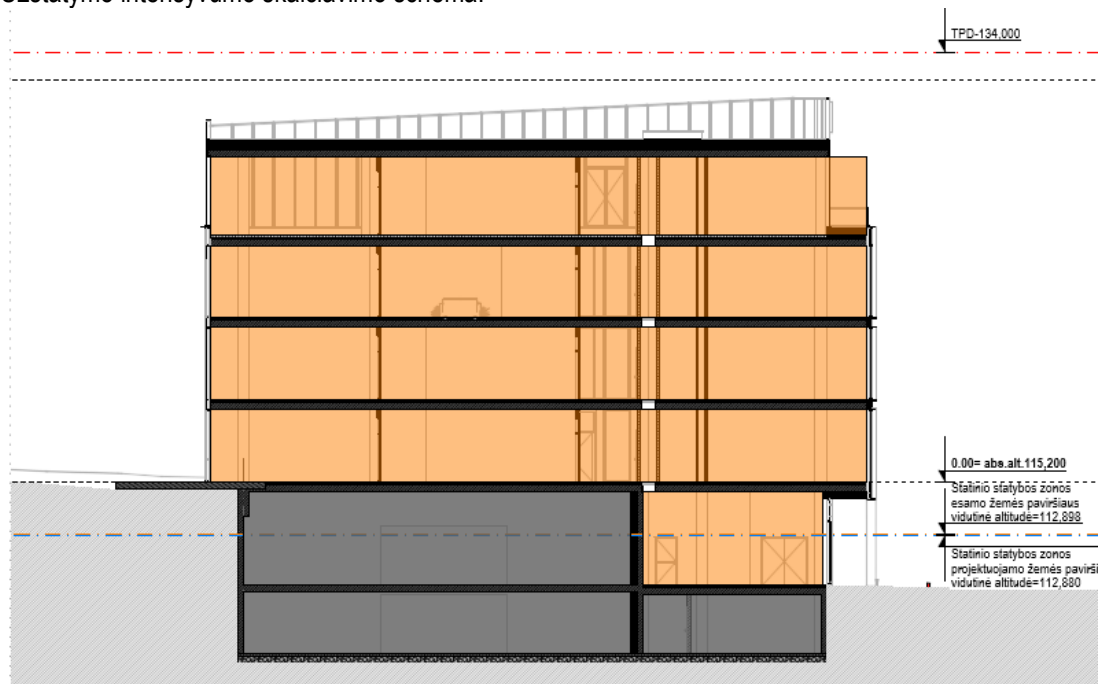 Užstatymo intensyvumo skaičiavimo schema.
TPD-134,000
0.00= abs.alt.115,200
Statinio statybos zonos
esamo žemės paviršiaus
vidutinė altitudė=112,898
Statinio statybos zonos
projektuojamo žemės pavirši
vidutinė altitudė=112,880